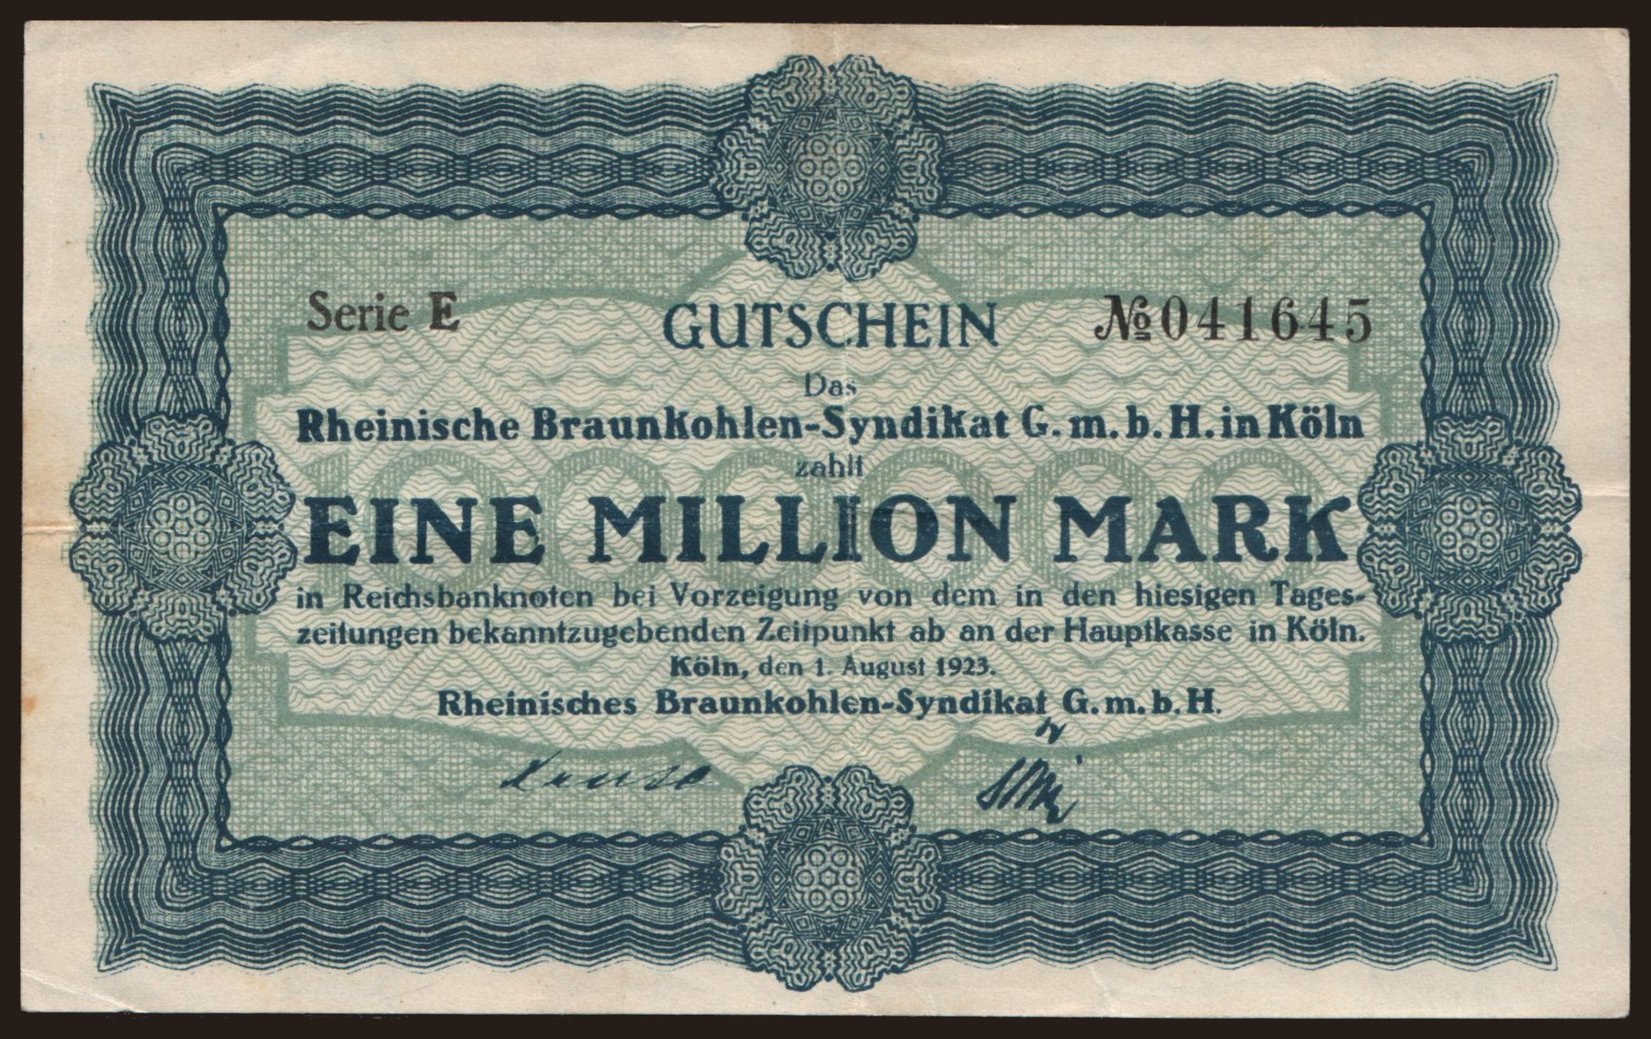 Serie E
GUTSCHEIN
№ 041645
Das
Rheinische Braunkohlen-Syndikat G.m.b.H. in Köln
zahlt
EINE MILLION MARK
in Reichsbanknoten bei Vorzeigung von dem in den hiesigen Tages-
zeitungen bekanntzugebenden Zeitpunkt ab an der Hauptkasse in Köln.
Köln, den 1. August 1923.
Rheinisches Braunkohlen-Syndikat G.m.b.H.